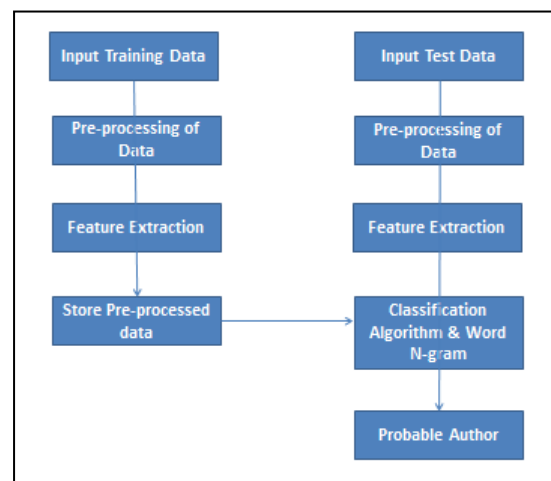 Input Training Data
Pre-processing of
Data
Feature Extraction
Store Pre-processed
data
Input Test Data
Pre-processing of
Data
Feature Extraction
Classification
Algorithm & Word
N-gram
Probable Author